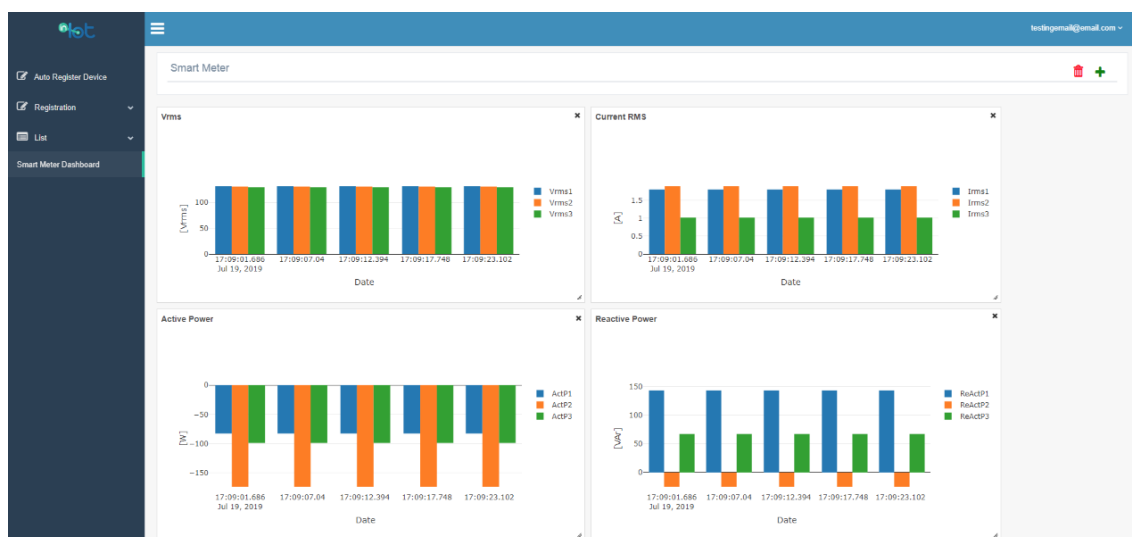 IoT
testingemail@email.com
Auto Register Device
Registration
List
Smart Meter Dashboard
Smart Meter
Vrms
100
50
0
[Vrms]
17:09:01.686 17:09:07.04 17:09:12.394 17:09:17.748 17:09:23.102
Jul 19, 2019
Date
Vrms1
Vrms2
Vrms3
Current RMS
1.5
1
0.5
0
[A]
17:09:01.686 17:09:07.04 17:09:12.394 17:09:17.748 17:09:23.102
Jul 19, 2019
Date
Irms1
Irms2
Irms3
Active Power
0
−50
−100
−150
[W]
17:09:01.686 17:09:07.04 17:09:12.394 17:09:17.748 17:09:23.102
Jul 19, 2019
Date
ActP1
ActP2
ActP3
Reactive Power
150
100
50
0
[VAr]
17:09:01.686 17:09:07.04 17:09:12.394 17:09:17.748 17:09:23.102
Jul 19, 2019
Date
ReActP1
ReActP2
ReActP3